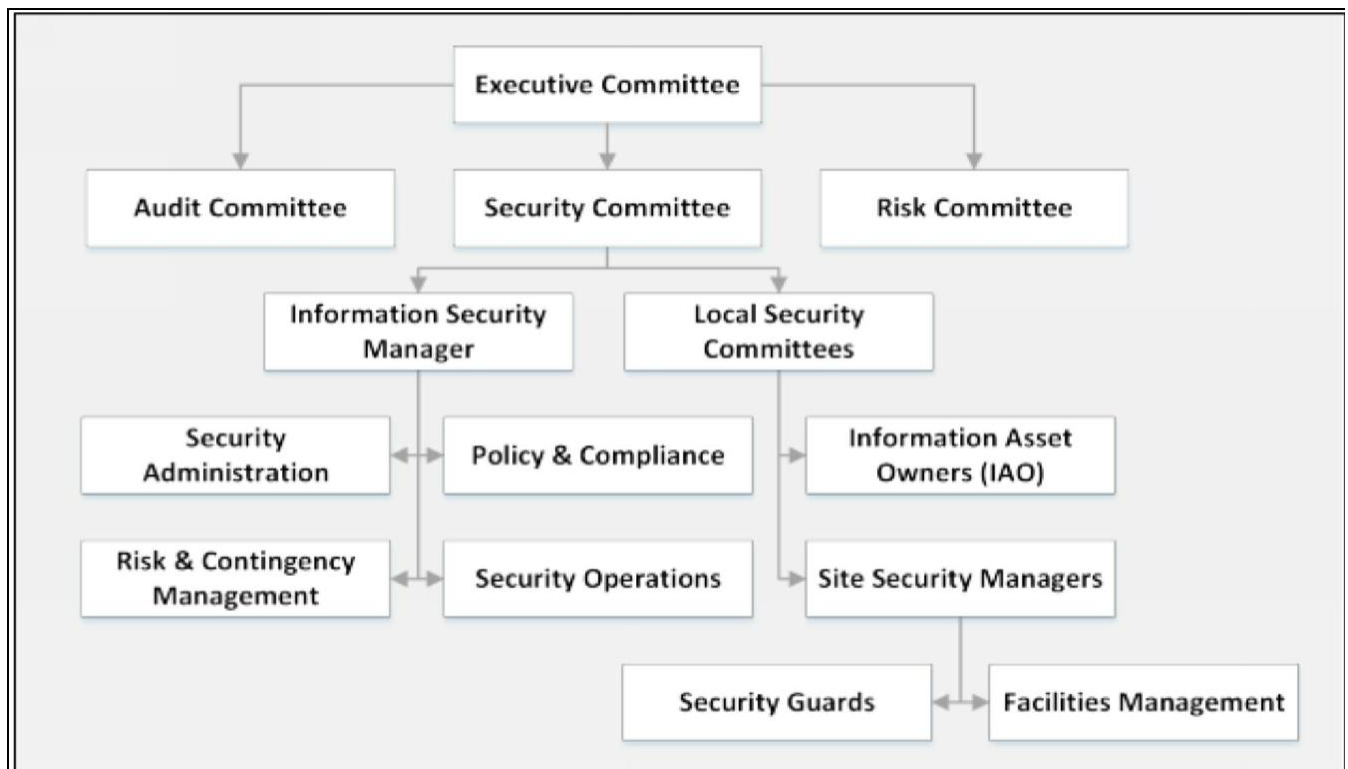 Executive Committee
Audit Committee
Security Committee
Risk Committee
Information Security
Manager
Local Security
Committees
Security
Administration
Policy & Compliance
Information Asset
Owners (IAO)
Risk & Contingency
Management
Security Operations
Site Security Managers
Security Guards
Facilities Management